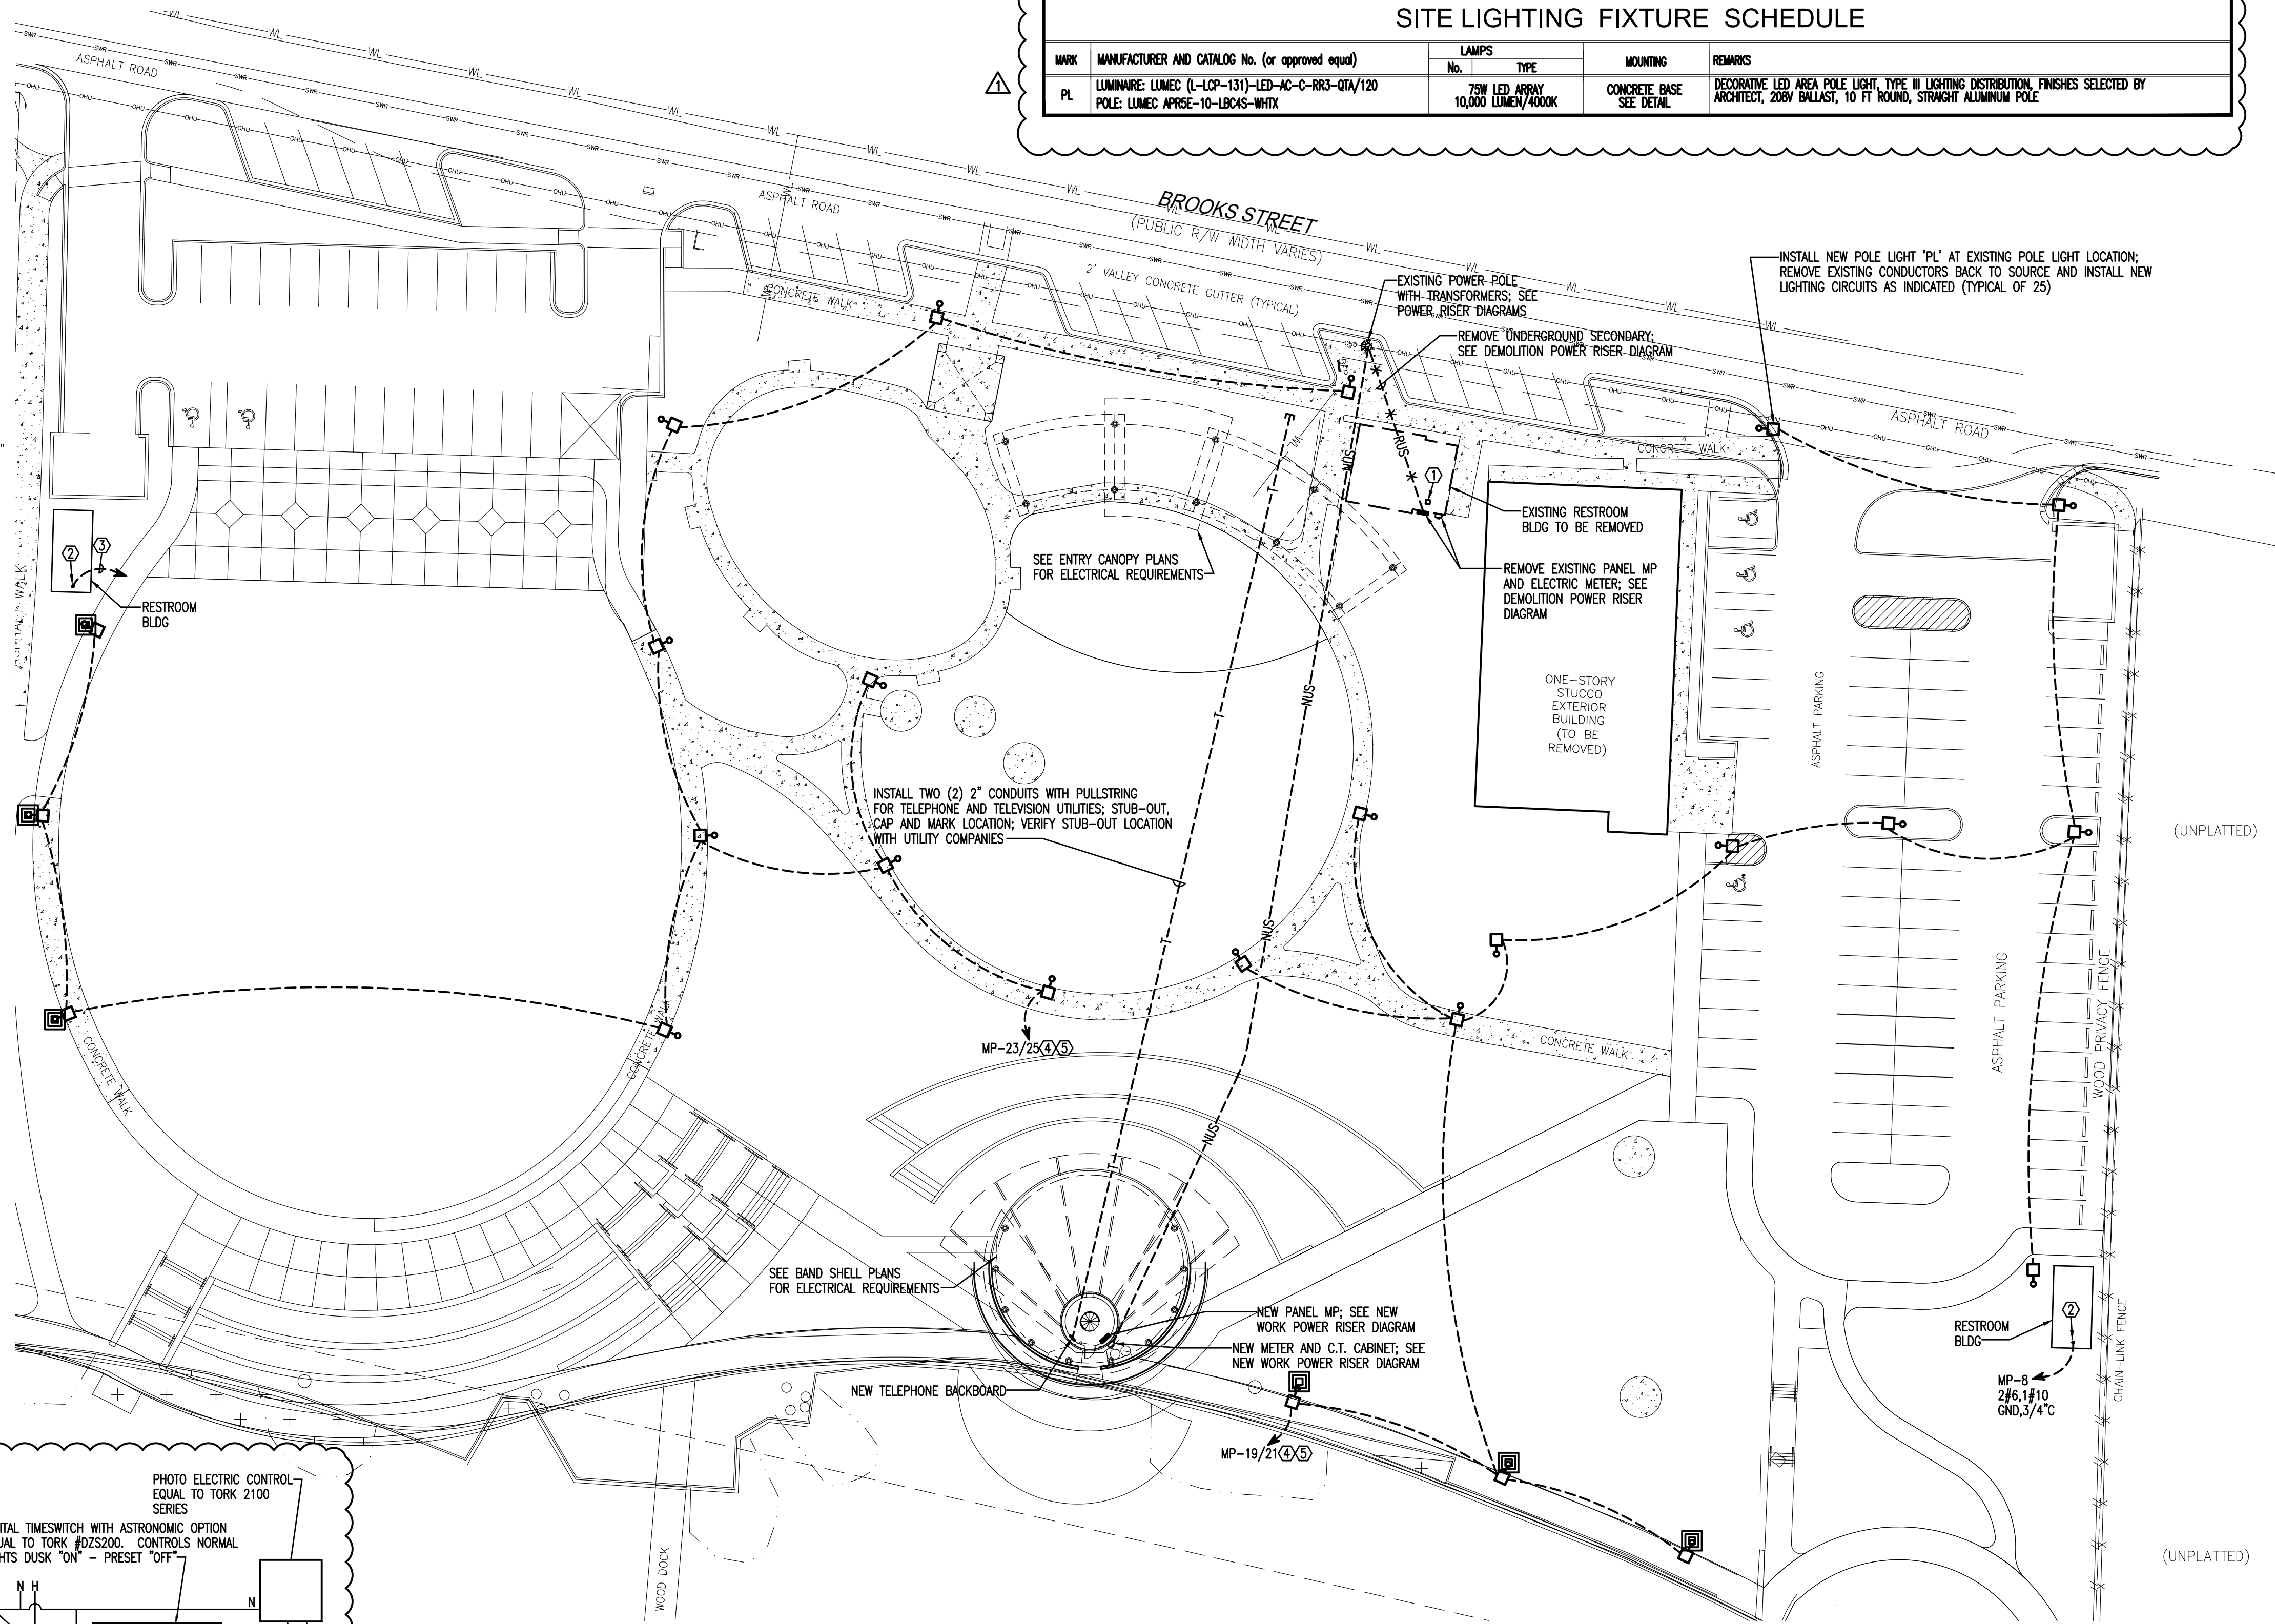 SITE LIGHTING FIXTURE SCHEDULE
MARK
MANUFACTURER AND CATALOG No. (or approved equal)
LAMPS
No.
TYPE
MOUNTING
REMARKS
1
PL
LUMINAIRE: LUMEC (L-LCP-131)-LED-AC-C-RR3-QTA/120
POLE: LUMEC APR5E-10-LBC4S-WHTX
75W LED ARRAY
10,000 LUMEN/4000K
CONCRETE BASE
SEE DETAIL
DECORATIVE LED AREA POLE LIGHT, TYPE III LIGHTING DISTRIBUTION, FINISHES SELECTED BY
ARCHITECT, 208V BALLAST, 10 FT ROUND, STRAIGHT ALUMINUM POLE
ASPHALT ROAD
ASPHALT ROAD
BROOKS STREET
(PUBLIC R/W WIDTH VARIES)
2' VALLEY CONCRETE GUTTER (TYPICAL)
CONCRETE WALK
EXISTING POWER POLE
WITH TRANSFORMERS; SEE
POWER RISER DIAGRAMS
REMOVE UNDERGROUND SECONDARY;
SEE DEMOLITION POWER RISER DIAGRAM
INSTALL NEW POLE LIGHT 'PL' AT EXISTING POLE LIGHT LOCATION;
REMOVE EXISTING CONDUCTORS BACK TO SOURCE AND INSTALL NEW
LIGHTING CIRCUITS AS INDICATED (TYPICAL OF 25)
ASPHALT ROAD
CONCRETE WALK
WL
SWR
OHU
T
NUS
RUS
1
EXISTING RESTROOM
BLDG TO BE REMOVED
REMOVE EXISTING PANEL MP
AND ELECTRIC METER; SEE
DEMOLITION POWER RISER
DIAGRAM
SEE ENTRY CANOPY PLANS
FOR ELECTRICAL REQUIREMENTS
2
3
RESTROOM
BLDG
ONE-STORY
STUCCO
EXTERIOR
BUILDING
(TO BE
REMOVED)
ASPHALT PARKING
INSTALL TWO (2) 2" CONDUITS WITH PULLSTRING
FOR TELEPHONE AND TELEVISION UTILITIES; STUB-OUT,
CAP AND MARK LOCATION; VERIFY STUB-OUT LOCATION
WITH UTILITY COMPANIES
(UNPLATTED)
ASPHALT PARKING
WOOD PRIVACY FENCE
CONCRETE WALK
CONCRETE WALK
CONCRETE WALK
MP-23/25 4 5
SEE BAND SHELL PLANS
FOR ELECTRICAL REQUIREMENTS
NEW PANEL MP; SEE NEW
WORK POWER RISER DIAGRAM
NEW METER AND C.T. CABINET; SEE
NEW WORK POWER RISER DIAGRAM
NEW TELEPHONE BACKBOARD
MP-19/21 4 5
RESTROOM
BLDG
2
MP-8
2#6,1#10
GND,3/4"C
CHAIN-LINK FENCE
WOOD DOCK
(UNPLATTED)
PHOTO ELECTRIC CONTROL
EQUAL TO TORK 2100
SERIES
ITAL TIMESWITCH WITH ASTRONOMIC OPTION
UAL TO TORK #DZS200. CONTROLS NORMAL
HTS DUSK "ON" - PRESET "OFF"
N H
N